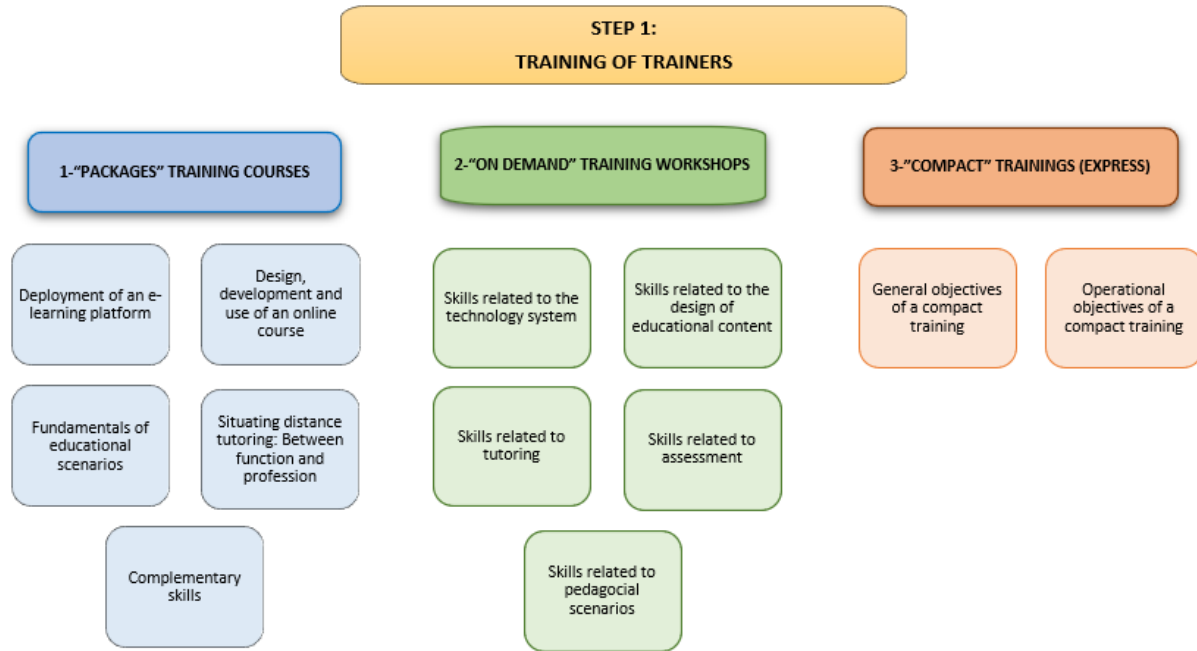 STEP 1:
TRAINING OF TRAINERS
1-“PACKAGES” TRAINING COURSES
2-“ON DEMAND” TRAINING WORKSHOPS
3-”COMPACT” TRAININGS (EXPRESS)
Deployment of an e-
learning platform
Design,
development and
use of an online
course
Fundamentals of
educational
scenarios
Situating distance
tutoring: Between
function and
profession
Complementary
skills
Skills related to the
technology system
Skills related to the
design of
educational content
Skills related to
tutoring
Skills related to
assessment
Skills related to
pedagocial
scenarios
General objectives
of a compact
training
Operational
objectives of a
compact training